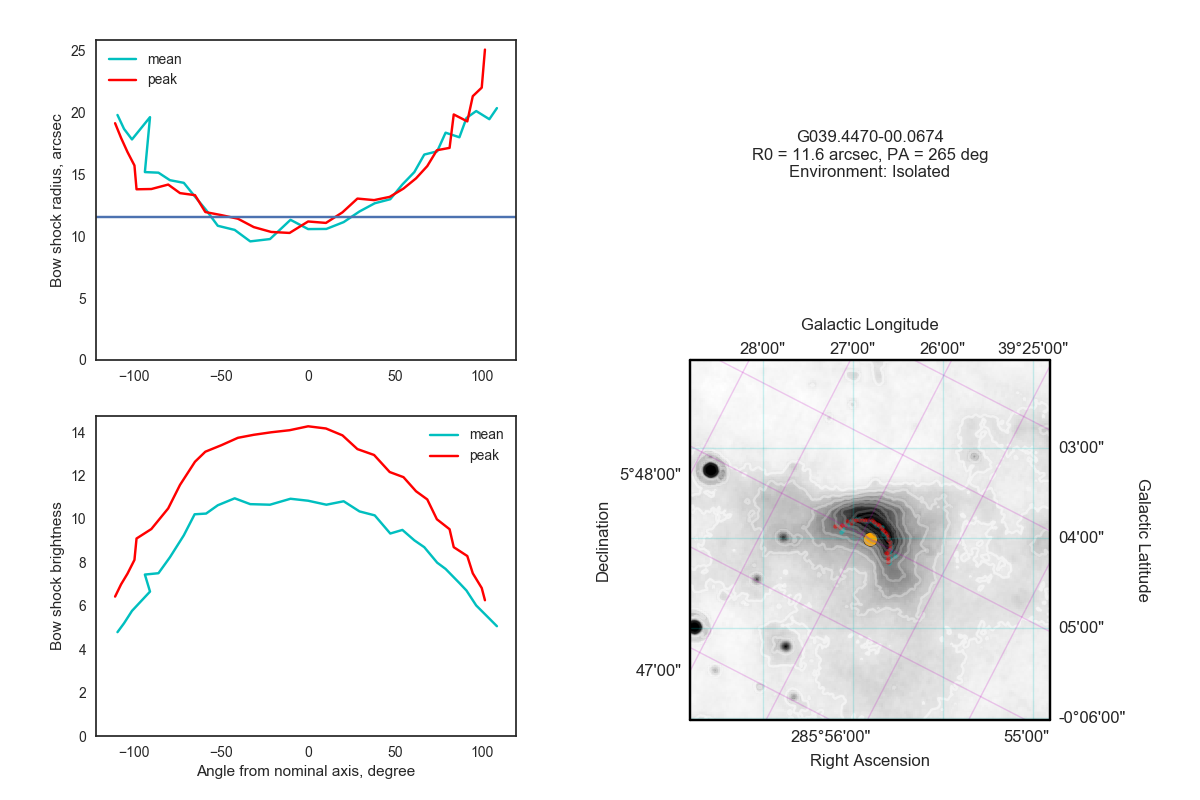 25
20
15
10
5
0
Bow shock radius, arcsec
mean
peak
−100
−50
0
50
100
14
12
10
8
6
4
2
0
Bow shock brightness
mean
peak
−100
−50
0
50
100
Angle from nominal axis, degree
G039.4470-00.0674
R0 = 11.6 arcsec, PA = 265 deg
Environment: Isolated
Galactic Longitude
28'00" 27'00" 26'00" 39°25'00"
5°48'00"
47'00"
Declination
03'00"
04'00"
05'00"
-0°06'00"
Galactic Latitude
285°56'00" 55'00"
Right Ascension